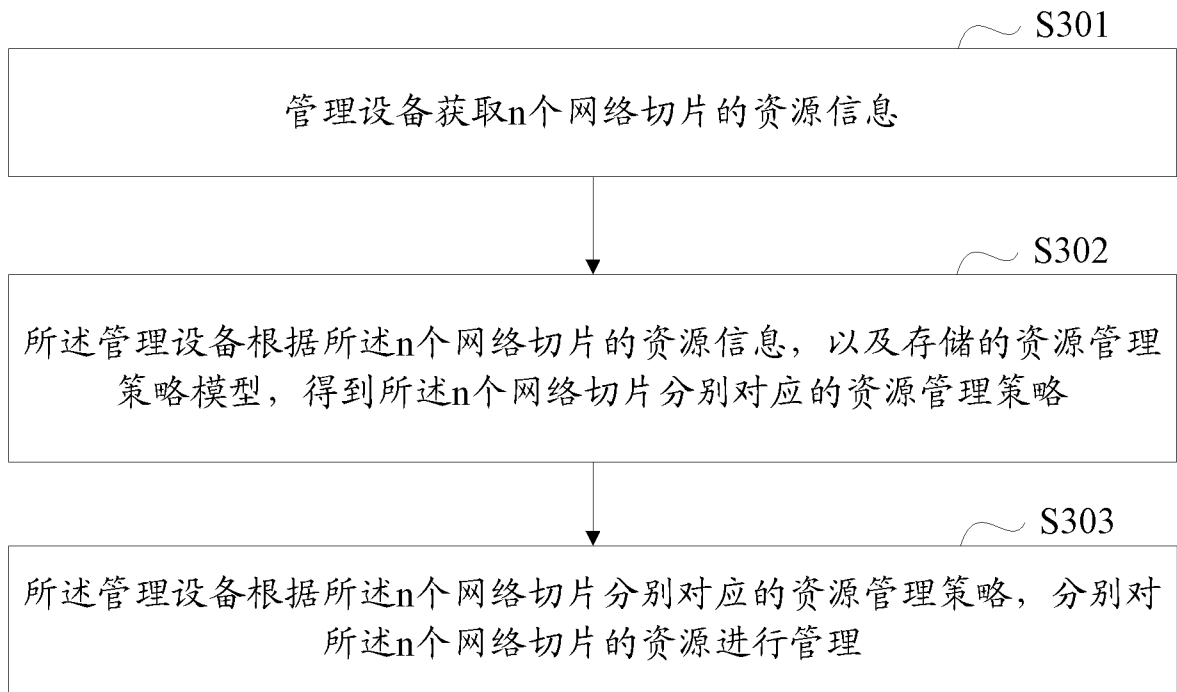 S301
管理设备获取n个网络切片的资源信息
S302
所述管理设备根据所述n个网络切片的资源信息，以及存储的资源管理
策略模型，得到所述n个网络切片分别对应的资源管理策略
S303
所述管理设备根据所述n个网络切片分别对应的资源管理策略，分别对
所述n个网络切片的资源进行管理